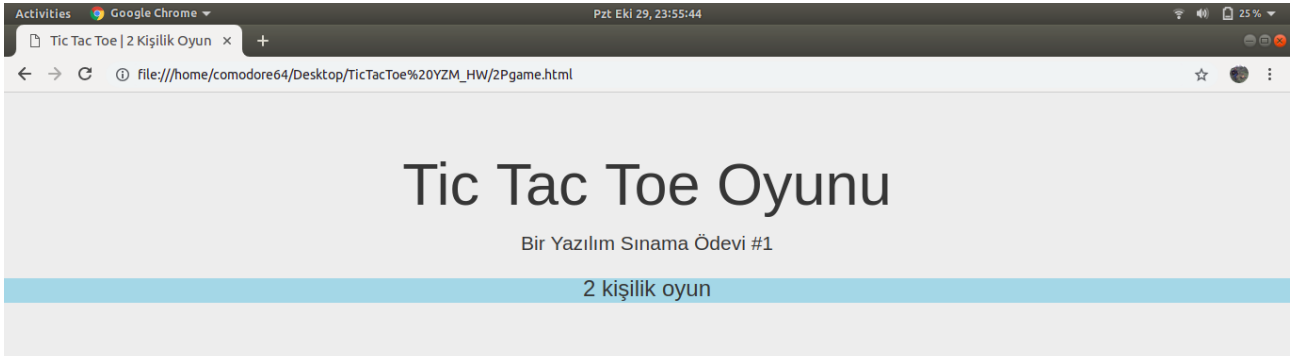 Activities Google Chrome Pzt Eki 29, 23:55:44 25 %
Tic Tac Toe | 2 Kişilik Oyun
file:///home/comodore64/Desktop/TicTacToe%20YZM_HW/2Pgame.html
Tic Tac Toe Oyunu
Bir Yazılım Sınama Ödevi #1
2 kişilik oyun